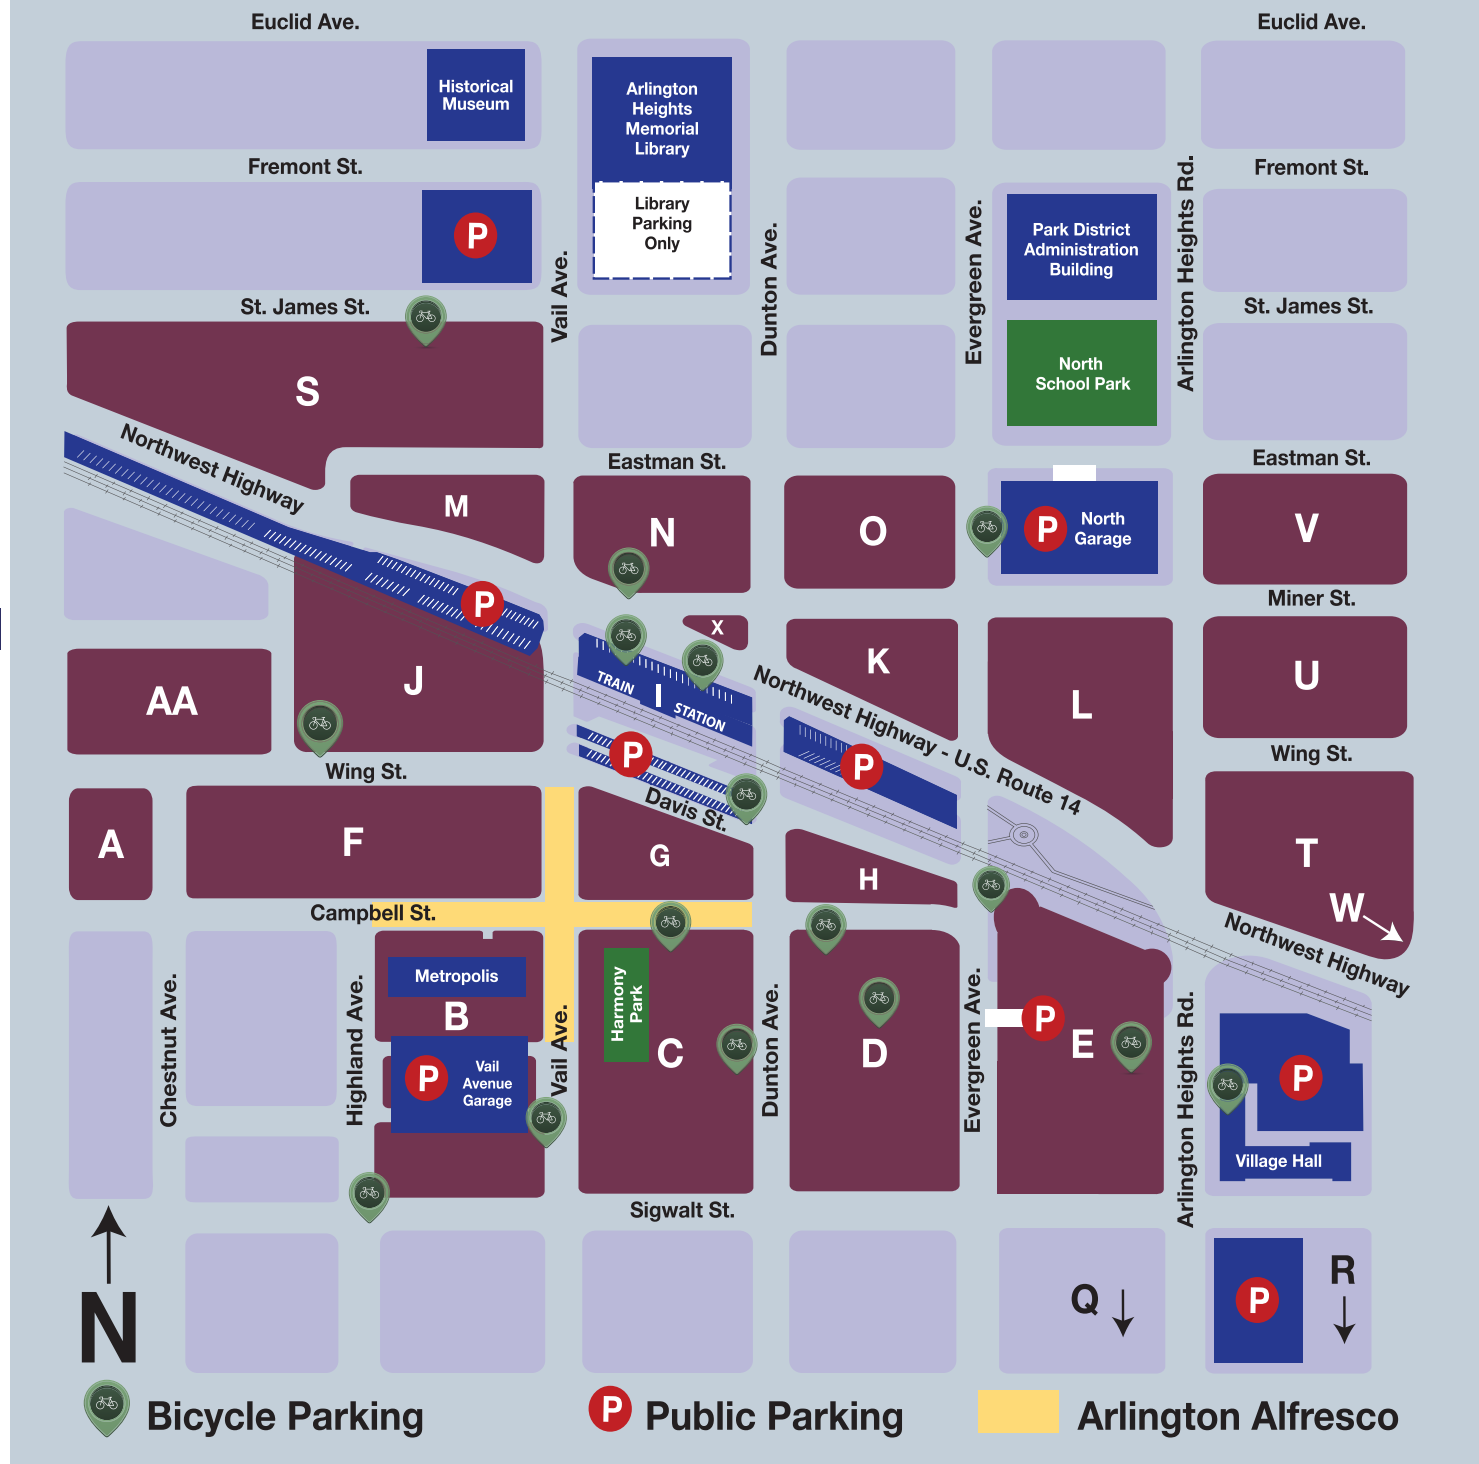 Euclid Ave.
Euclid Ave.
Historical
Museum
Arlington
Heights
Memorial
Library
Fremont St.
Fremont St.
Library
Parking
Only
P
Park District
Administration
Building
Vail Ave.
Dunton Ave.
Evergreen Ave.
Arlington Heights Rd.
St. James St.
St. James St.
North
School Park
S
Northwest Highway
Eastman St.
Eastman St.
M
N
O
P
North
Garage
V
Miner St.
P
X
K
L
U
TRAIN
I
STATION
J
AA
Northwest Highway - U.S. Route 14
Wing St.
Wing St.
P
P
Davis St.
A
F
G
H
T
W
Campbell St.
Northwest Highway
Metropolis
B
Harmony
Park
C
D
P
E
Chestnut Ave.
Highland Ave.
Vail Ave.
Dunton Ave.
Evergreen Ave.
Arlington Heights Rd.
P
Vail
Avenue
Garage
P
Village Hall
Sigwalt St.
Q
P
R
N
Bicycle Parking
P
Public Parking
Arlington Alfresco